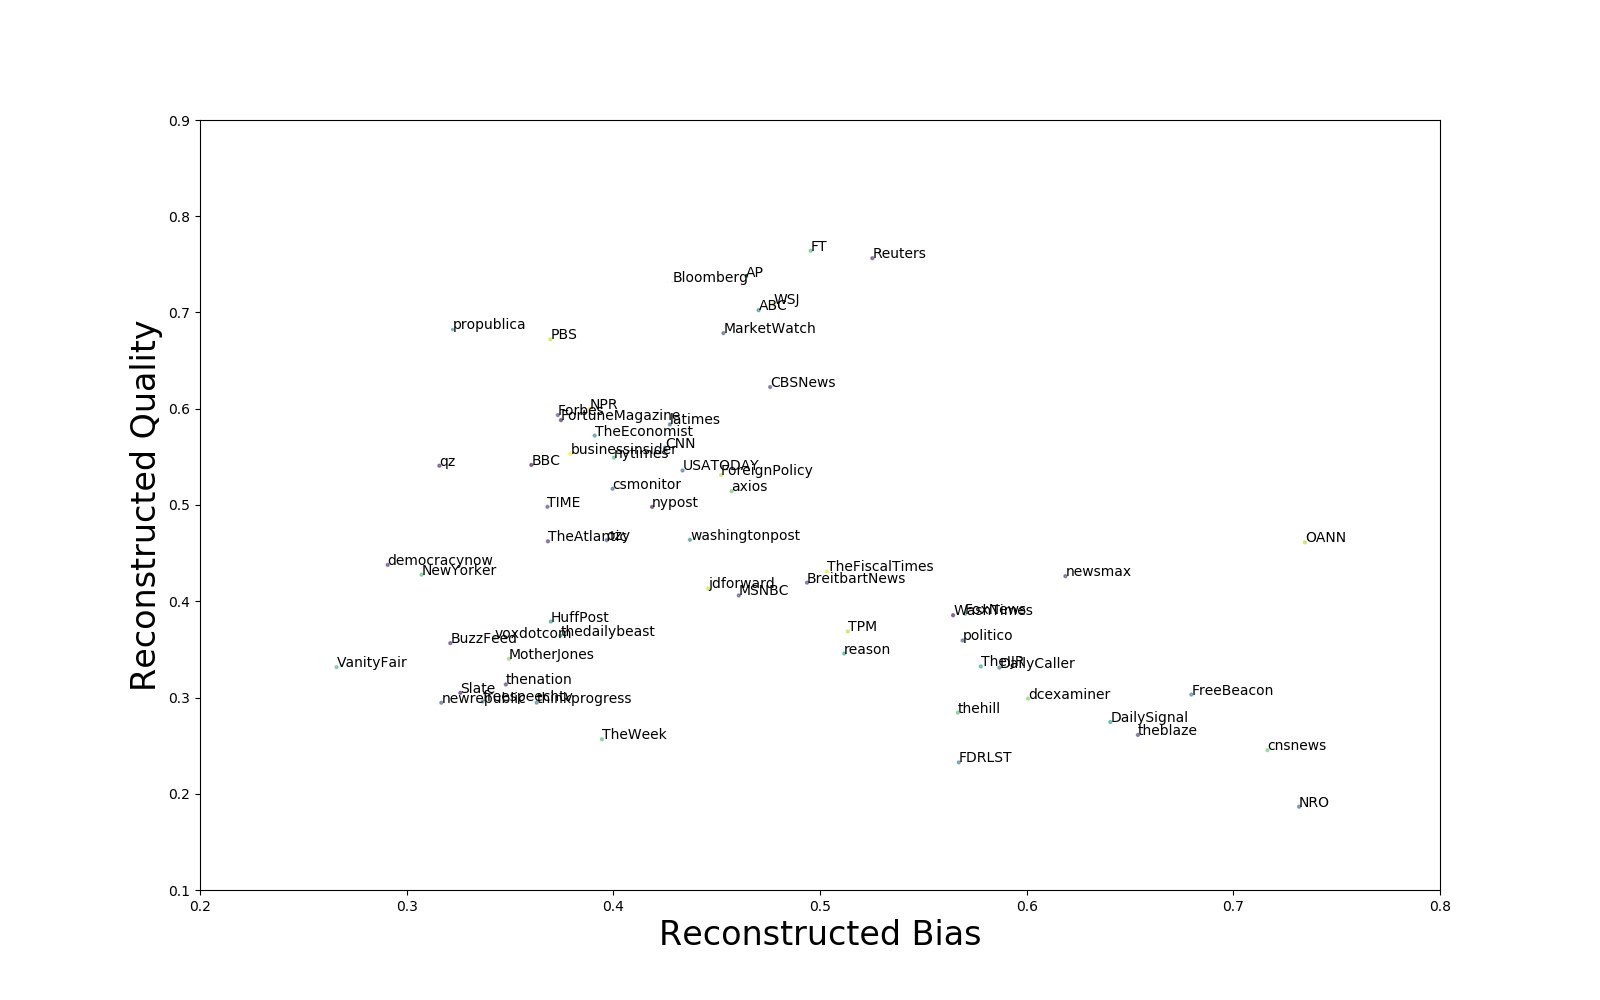 0.9
0.8
0.7
0.6
0.5
0.4
0.3
0.2
0.1
Reconstructed Quality
FT
Reuters
AP
Bloomberg
WSJ
ABC
propublica
MarketWatch
PBS
CBSNews
NPR
Forbes
FortuneMagazine
latimes
TheEconomist
CNN
businessinsider
nytimes
qz
BBC
USATODAY
ForeignPolicy
csmonitor
axios
TIME
nypost
TheAtlantic
ozy
washingtonpost
OANN
democracynow
NewYorker
TheFiscalTimes
newsmax
BreitbartNews
jdforward
MSNBC
WashTimes
FoxNews
HuffPost
TPM
thedailybeast
voxdotcom
politico
BuzzFeed
reason
MotherJones
VanityFair
TheIJR
DailyCaller
thenation
Slate
FreeBeacon
dcexaminer
newrepublic
freespeechtv
thinkprogress
thehill
DailySignal
theblaze
TheWeek
cnsnews
FDRLST
NRO
0.2 0.3 0.4 0.5 0.6 0.7 0.8
Reconstructed Bias